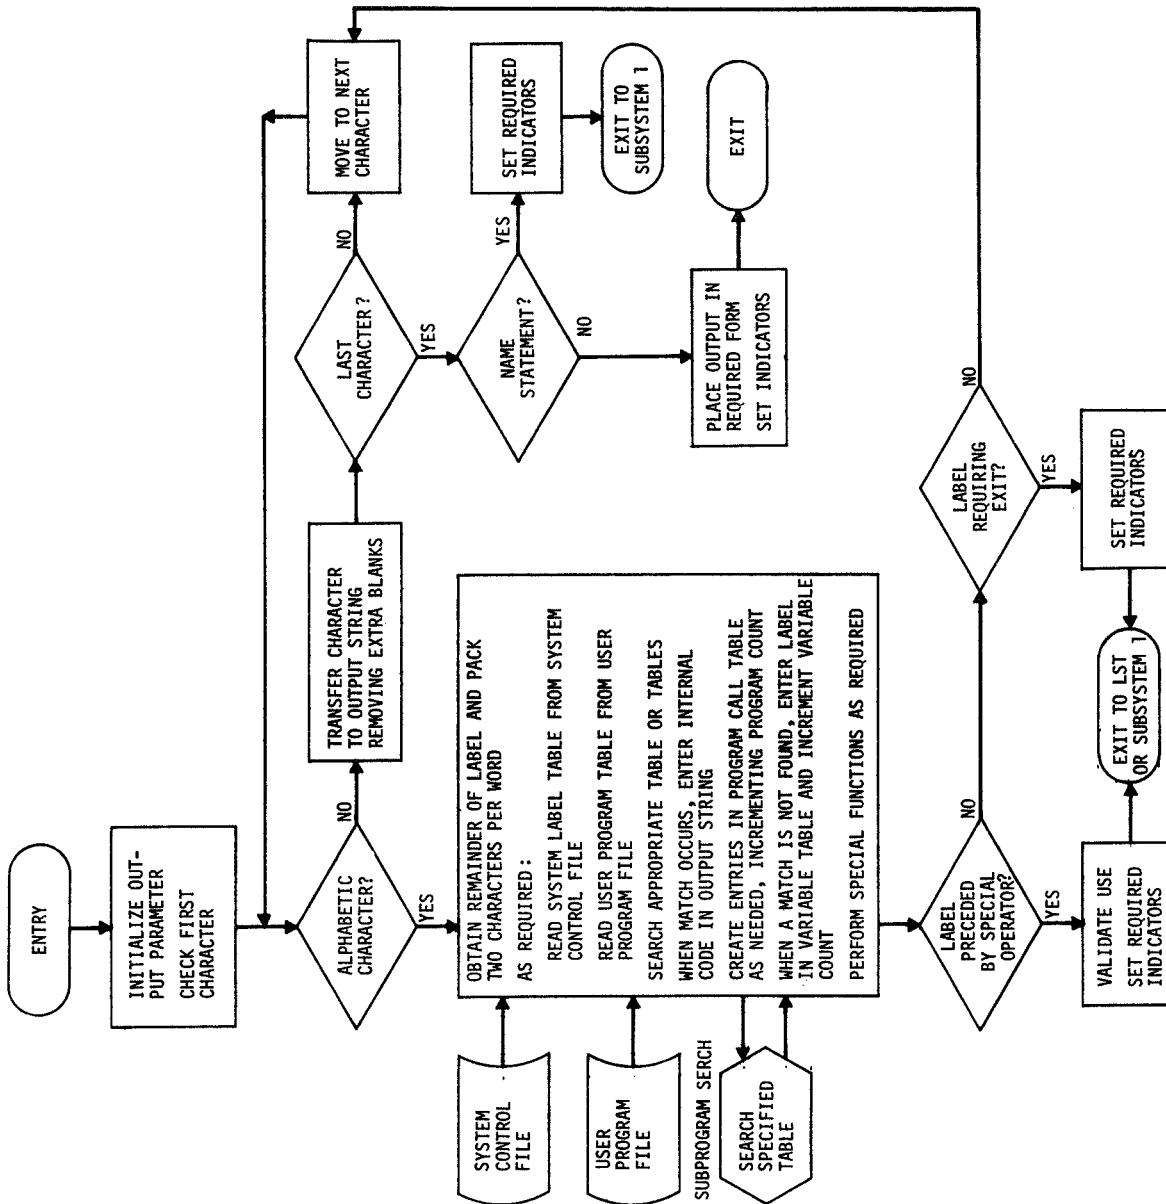 ENTRY
INITIALIZE OUT-
PUT PARAMETER
CHECK FIRST
CHARACTER
ALPHABETIC
CHARACTER?
NO
YES
TRANSFER CHARACTER
TO OUTPUT STRING
REMOVING EXTRA BLANKS
LAST
CHARACTER?
NO
YES
MOVE TO NEXT
CHARACTER
NAME
STATEMENT?
YES
NO
SET REQUIRED
INDICATORS
EXIT TO
SUBSYSTEM 1
PLACE OUTPUT IN
REQUIRED FORM
SET INDICATORS
EXIT
SYSTEM
CONTROL
FILE
USER
PROGRAM
FILE
SUBPROGRAM SERCH
SEARCH
SPECIFIED
TABLE
OBTAIN REMAINDER OF LABEL AND PACK
TWO CHARACTERS PER WORD
AS REQUIRED:
READ SYSTEM LABEL TABLE FROM SYSTEM
CONTROL FILE
READ USER PROGRAM TABLE FROM USER
PROGRAM FILE
SEARCH APPROPRIATE TABLE OR TABLES
WHEN MATCH OCCURS, ENTER INTERNAL
CODE IN OUTPUT STRING
CREATE ENTRIES IN PROGRAM CALL TABLE
AS NEEDED, INCREMENTING PROGRAM COUNT
WHEN A MATCH IS NOT FOUND, ENTER LABEL
IN VARIABLE TABLE AND INCREMENT VARIABLE
COUNT
PERFORM SPECIAL FUNCTIONS AS REQUIRED
LABEL
PRECEDED
BY SPECIAL
OPERATOR?
NO
YES
LABEL
REQUIRING
EXIT?
NO
YES
VALIDATE USE
SET REQUIRED
INDICATORS
EXIT TO LST
OR SUBSYSTEM 1
SET REQUIRED
INDICATORS